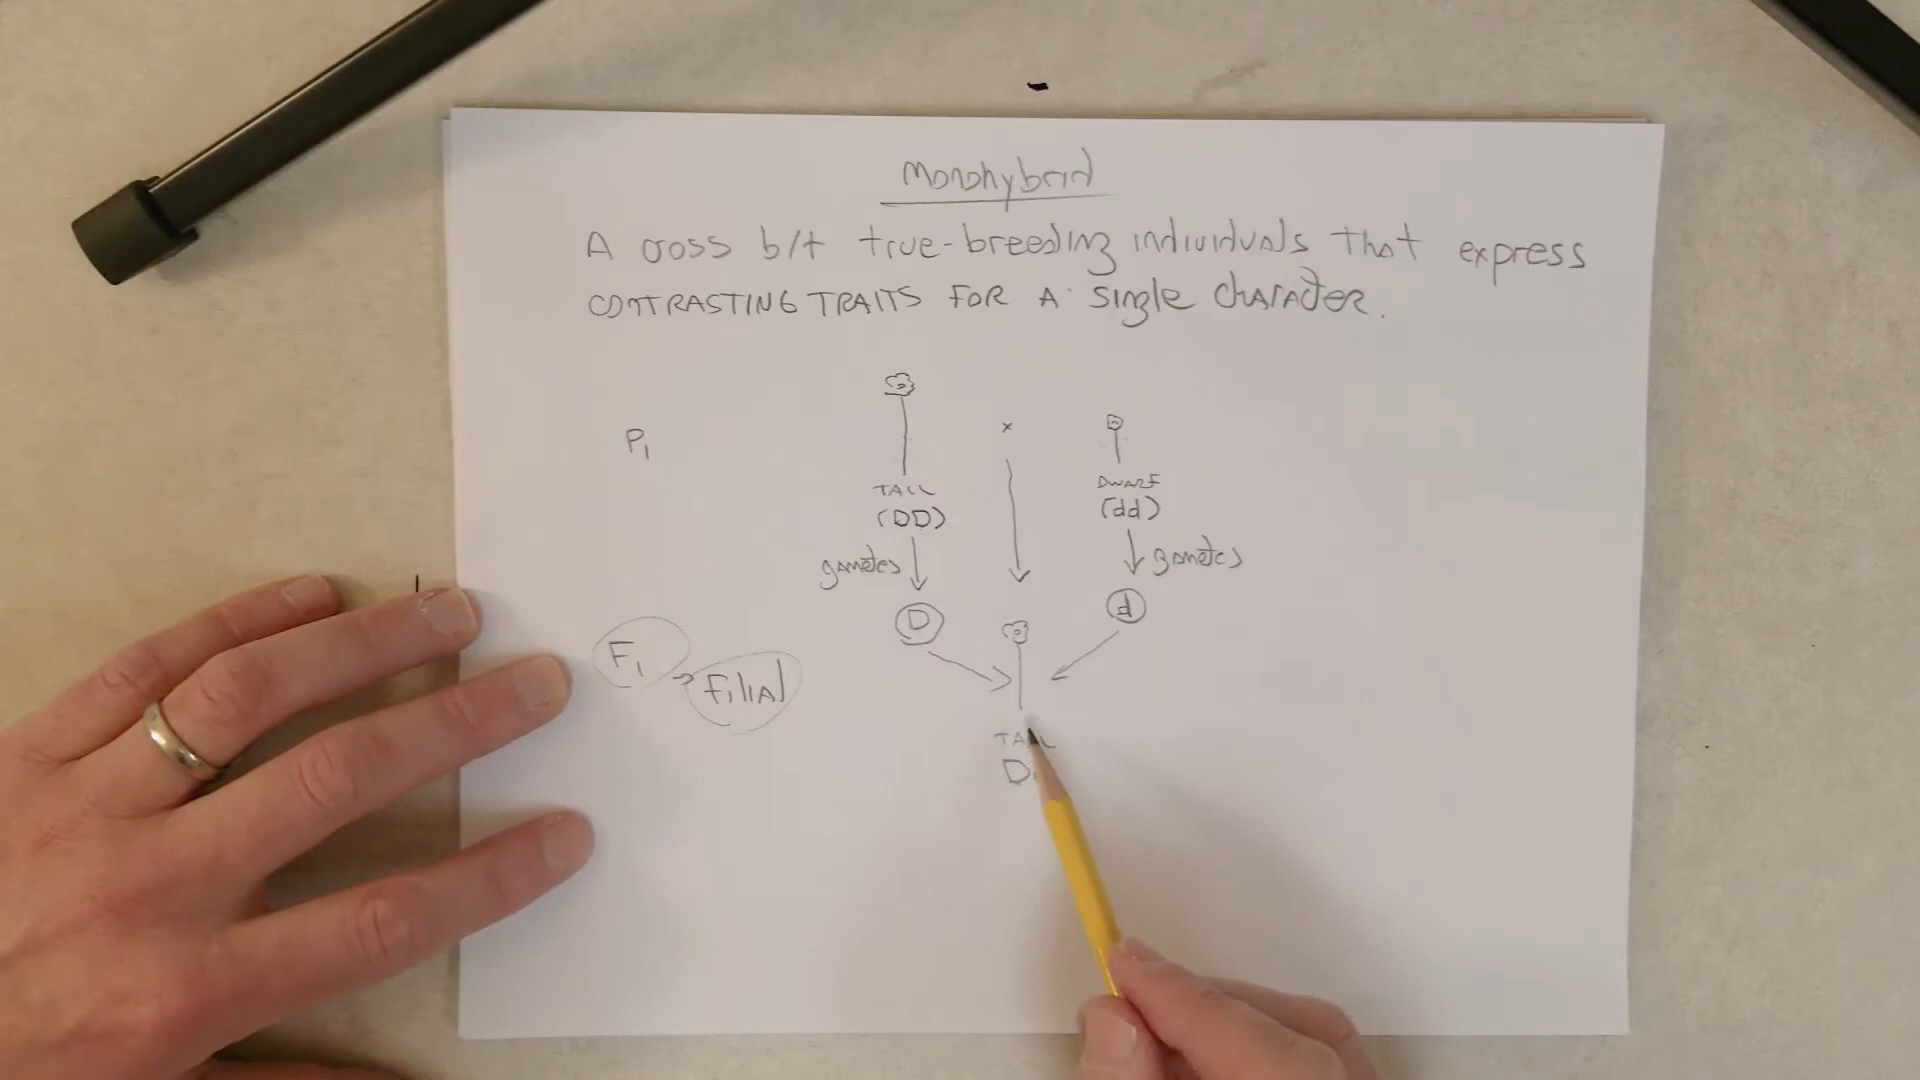 Monohybrid
A cross b/t true-breeding individuals that express
CONTRASTING TRAITS FOR A single character.
P1
x
TALL
DWARF
(DD)
(dd)
gametes
gametes
D
d
F1 → Filial
TALL
D